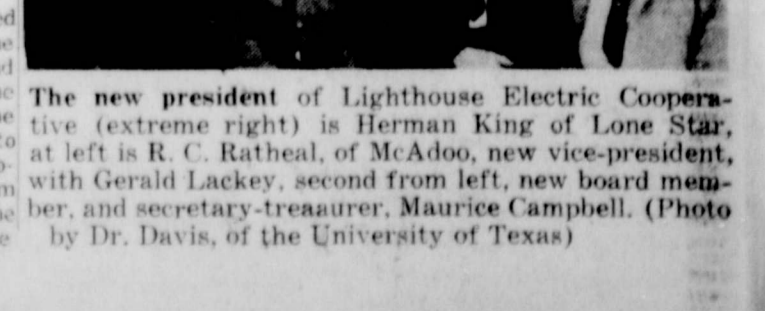 The new president of Lighthouse Electric Coopera-
tive (extreme right) is Herman King of Lone Star,
at left is R. C. Ratheal, of McAdoo, new vice-president,
with Gerald Lackey, second from left, new board mem-
ber, and secretary-treaaurer, Maurice Campbell. (Photo
by Dr. Davis, of the University of Texas)